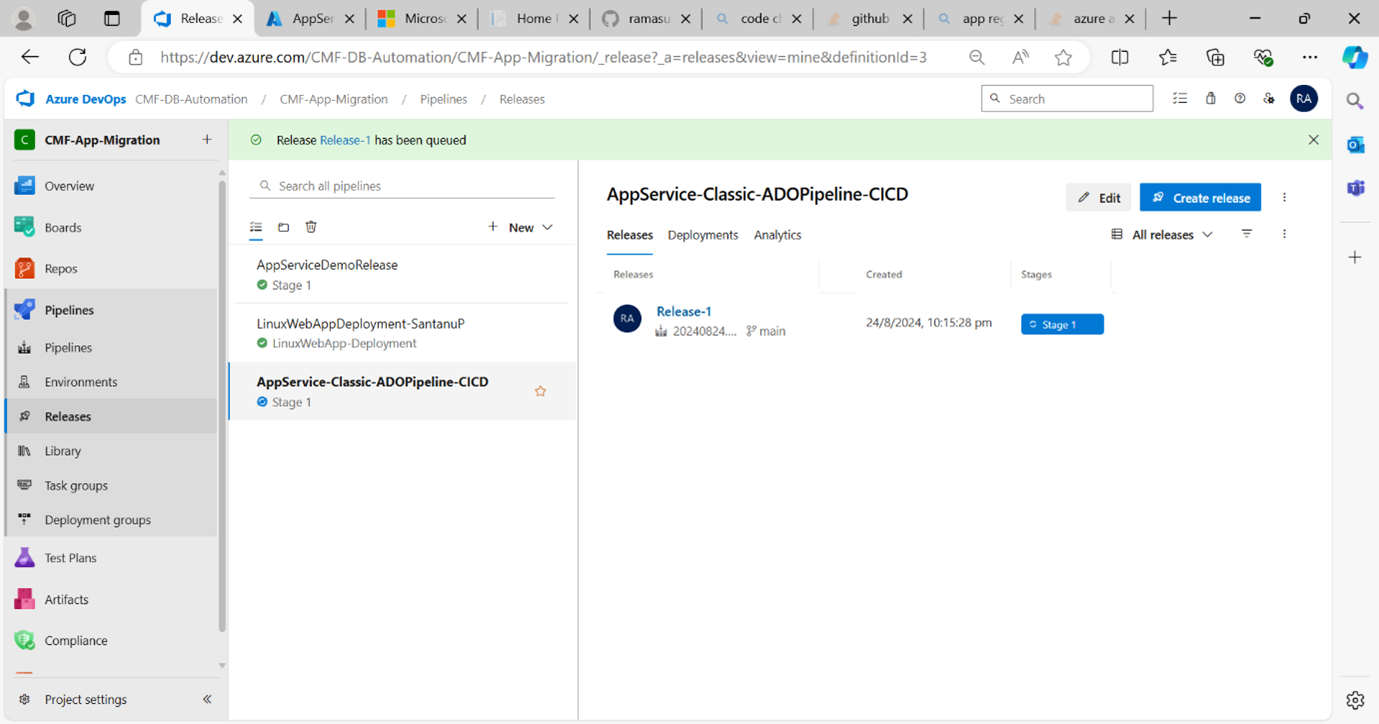 Release
AppSer
Microsc
Home F
ramasu
code cl
github
app reg
azure a
https://dev.azure.com/CMF-DB-Automation/CMF-App-Migration/_release?_a=releases&view=mine&definitionId=3
Azure DevOps CMF-DB-Automation / CMF-App-Migration / Pipelines / Releases
Search
RA
C CMF-App-Migration
Release Release-1 has been queued
Overview
Boards
Repos
Pipelines
Pipelines
Environments
Releases
Library
Task groups
Deployment groups
Test Plans
Artifacts
Compliance
Project settings
Search all pipelines
New
AppServiceDemoRelease
Stage 1
LinuxWebAppDeployment-SantanuP
LinuxWebApp-Deployment
AppService-Classic-ADOPipeline-CICD
Stage 1
AppService-Classic-ADOPipeline-CICD
Edit
Create release
Releases Deployments Analytics
All releases
Releases Created Stages
RA
Release-1
20240824.... main
24/8/2024, 10:15:28 pm
Stage 1